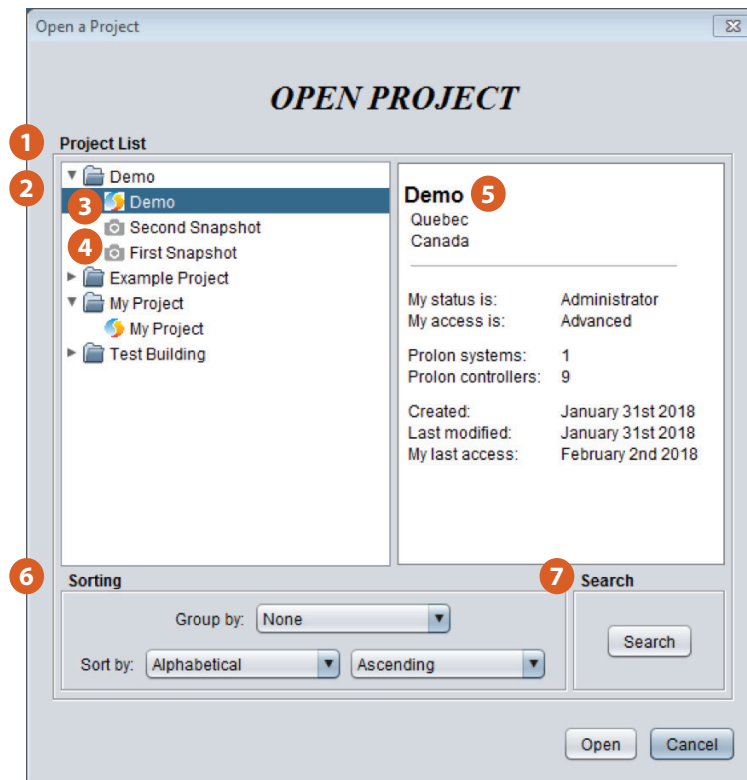 Open a Project
OPEN PROJECT
1 Project List
2 Demo
3 Demo
Second Snapshot
4 First Snapshot
Example Project
My Project
My Project
Test Building
Demo 5
Quebec
Canada
My status is: Administrator
My access is: Advanced
Prolon systems: 1
Prolon controllers: 9
Created: January 31st 2018
Last modified: January 31st 2018
My last access: February 2nd 2018
6 Sorting
Group by: None
Sort by: Alphabetical Ascending
7 Search
Search
Open Cancel